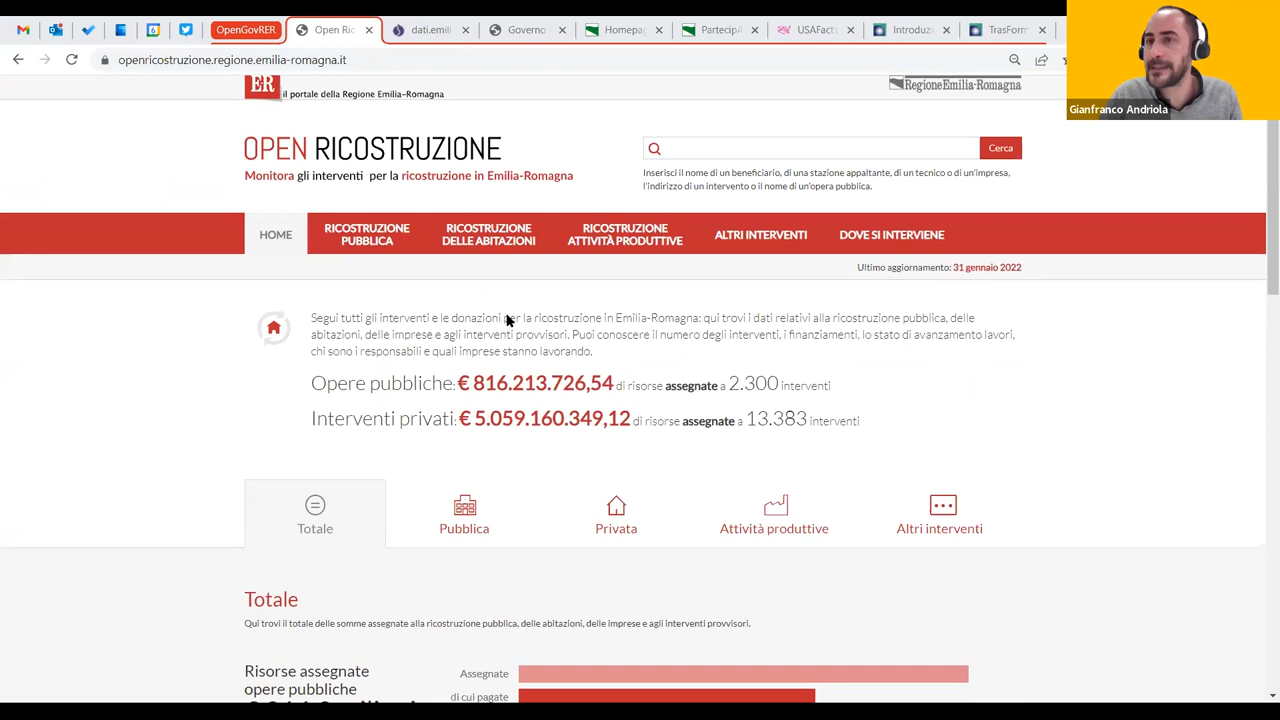 OpenGovRER
Open Ric
dati.emili
Governo
Homepag
PartecipA
USAFacts
Introduzi
TrasForm
openricostruzione.regione.emilia-romagna.it
Gianfranco Andriola
E·R il portale della Regione Emilia-Romagna
RegioneEmilia-Romagna
OPEN RICOSTRUZIONE
Monitora gli interventi per la ricostruzione in Emilia-Romagna
Cerca
Inserisci il nome di un beneficiario, di una stazione appaltante, di un tecnico o di un'impresa,
l'indirizzo di un intervento o il nome di un'opera pubblica.
HOME
RICOSTRUZIONE
PUBBLICA
RICOSTRUZIONE
DELLE ABITAZIONI
RICOSTRUZIONE
ATTIVITÀ PRODUTTIVE
ALTRI INTERVENTI
DOVE SI INTERVIENE
Ultimo aggiornamento: 31 gennaio 2022
Segui tutti gli interventi e le donazioni per la ricostruzione in Emilia-Romagna: qui trovi i dati relativi alla ricostruzione pubblica, delle
abitazioni, delle imprese e agli interventi provvisori. Puoi conoscere il numero degli interventi, i finanziamenti, lo stato di avanzamento lavori,
chi sono i responsabili e quali imprese stanno lavorando.
Opere pubbliche: € 816.213.726,54 di risorse assegnate a 2.300 interventi
Interventi privati: € 5.059.160.349,12 di risorse assegnate a 13.383 interventi
Totale
Pubblica
Privata
Attività produttive
Altri interventi
Totale
Qui trovi il totale delle somme assegnate alla ricostruzione pubblica, delle abitazioni, delle imprese e agli interventi provvisori.
Risorse assegnate
opere pubbliche
Assegnate
di cui pagate